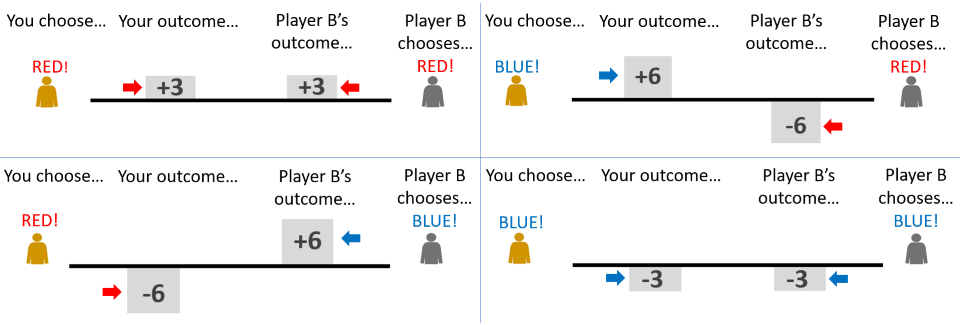 You choose... Your outcome... Player B's outcome... Player B chooses...
RED! RED!
+3 +3
You choose... Your outcome... Player B's outcome... Player B chooses...
BLUE! RED!
+6
-6
You choose... Your outcome... Player B's outcome... Player B chooses...
RED! BLUE!
+6
-6
You choose... Your outcome... Player B's outcome... Player B chooses...
BLUE! BLUE!
-3 -3